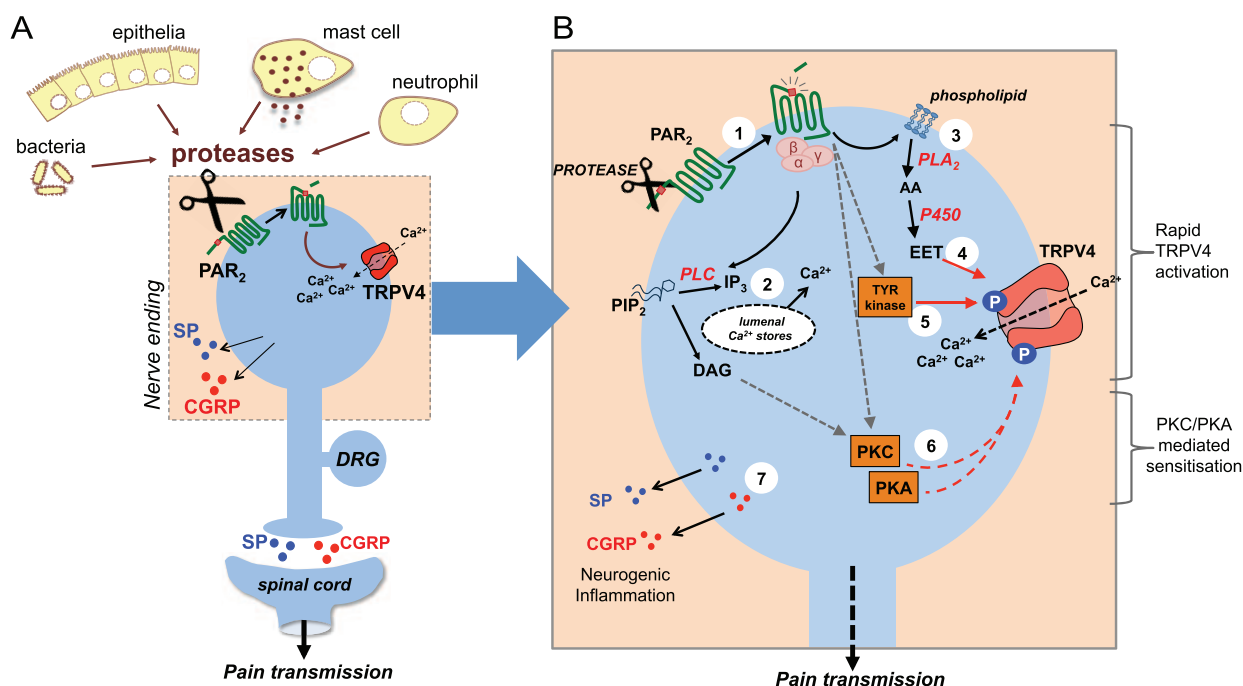 A
epithelia
mast cell
neutrophil
bacteria
proteases
PAR2
Ca2+
Ca2+
Ca2+ Ca2+
TRPV4
Nerve ending
SP
CGRP
DRG
SP
CGRP
spinal cord
Pain transmission
B
PAR2
PROTEASE
1
β
α
γ
phospholipid
3
PLA2
AA
P450
EET
4
TRPV4
Ca2+
PLC
PIP2
IP3
2
Ca2+
lumenal
Ca2+ stores
DAG
TYR
kinase
5
P
P
Ca2+
Ca2+ Ca2+
PKC
PKA
6
7
SP
CGRP
Neurogenic
Inflammation
Pain transmission
Rapid
TRPV4
activation
PKC/PKA
mediated
sensitisation